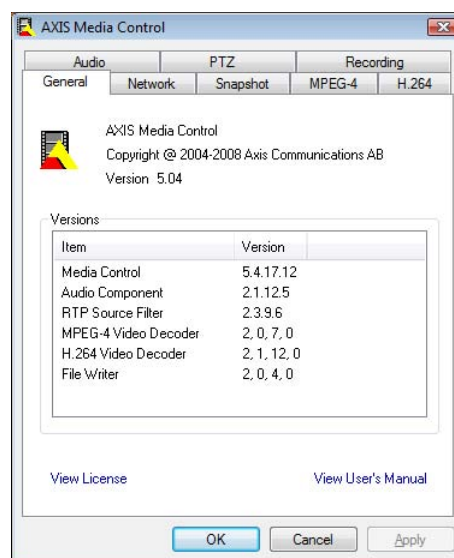 AXIS Media Control
Audio PTZ Recording
General Network Snapshot MPEG-4 H.264
AXIS Media Control
Copyright @ 2004-2008 Axis Communications AB
Version 5.04
Versions
Item Version
Media Control 5.4.17.12
Audio Component 2.1.12.5
RTP Source Filter 2.3.9.6
MPEG-4 Video Decoder 2, 0, 7, 0
H.264 Video Decoder 2, 1, 12, 0
File Writer 2, 0, 4, 0
View License View User's Manual
OK Cancel Apply